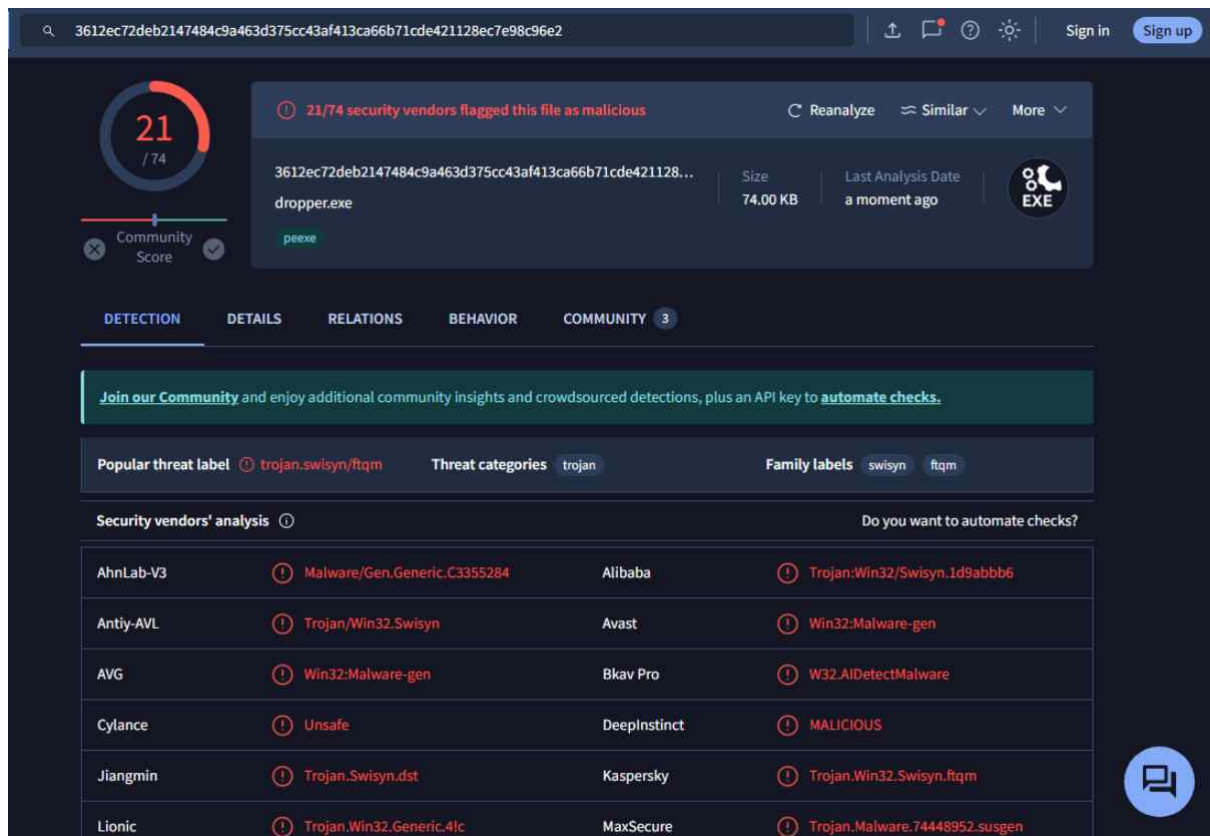 3612ec72deb2147484c9a463d375cc43af413ca66b71cde421128ec7e98c96e2
Sign in
Sign up
21
/ 74
Community
Score
21/74 security vendors flagged this file as malicious
Reanalyze
Similar
More
3612ec72deb2147484c9a463d375cc43af413ca66b71cde421128...
dropper.exe
peexe
Size
74.00 KB
Last Analysis Date
a moment ago
EXE
DETECTION DETAILS RELATIONS BEHAVIOR COMMUNITY 3
Join our Community and enjoy additional community insights and crowdsourced detections, plus an API key to automate checks.
Popular threat label trojan.swisyn/ftqm Threat categories trojan Family labels swisyn ftqm
Security vendors' analysis Do you want to automate checks?
AhnLab-V3 Malware/Gen.Generic.C3355284 Alibaba Trojan:Win32/Swisyn.1d9abbb6
Antiy-AVL Trojan/Win32.Swisyn Avast Win32:Malware-gen
AVG Win32:Malware-gen Bkav Pro W32.AIDetectMalware
Cylance Unsafe DeepInstinct MALICIOUS
Jiangmin Trojan.Swisyn.dst Kaspersky Trojan.Win32.Swisyn.ftqm
Lionic Trojan.Win32.Generic.4!c MaxSecure Trojan.Malware.74448952.susgen